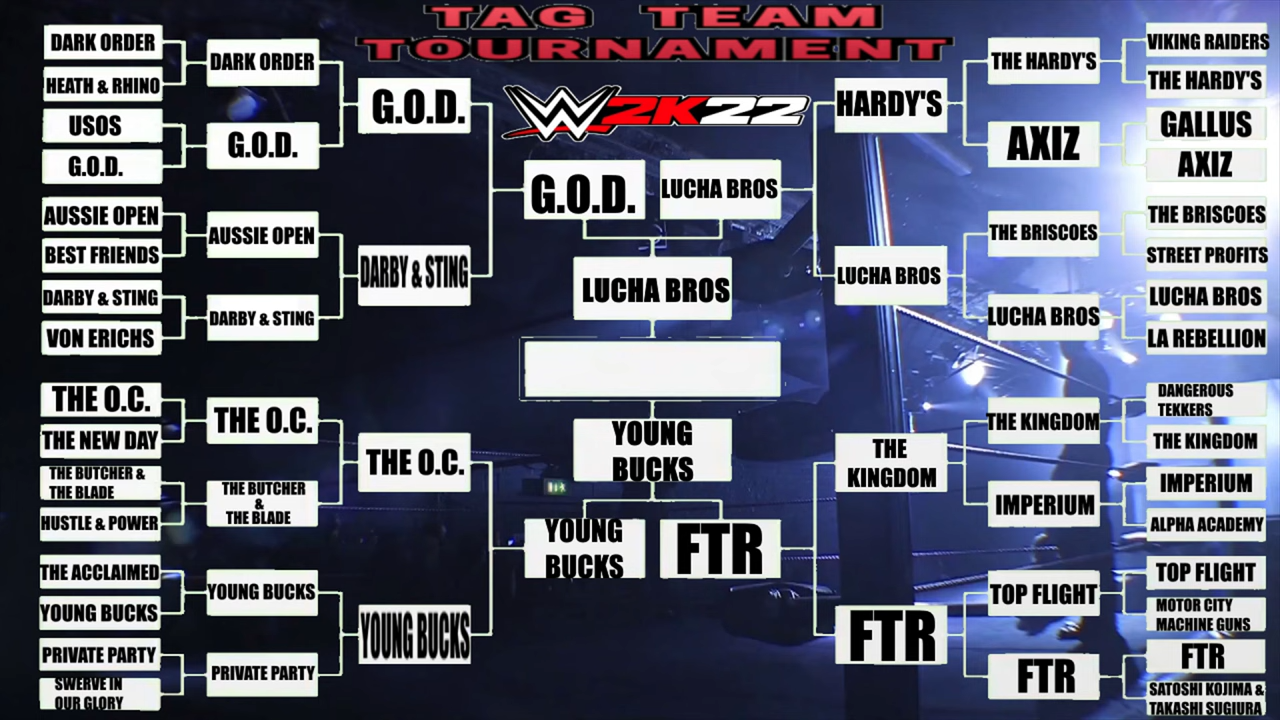 TAG TEAM
TOURNAMENT
W 2K22
DARK ORDER
HEATH & RHINO
USOS
G.O.D.
AUSSIE OPEN
BEST FRIENDS
DARBY & STING
VON ERICHS
THE O.C.
THE NEW DAY
THE BUTCHER &
THE BLADE
HUSTLE & POWER
THE ACCLAIMED
YOUNG BUCKS
PRIVATE PARTY
SWERVE IN
OUR GLORY
DARK ORDER
G.O.D.
AUSSIE OPEN
DARBY & STING
THE O.C.
THE BUTCHER
&
THE BLADE
YOUNG BUCKS
PRIVATE PARTY
G.O.D.
DARBY & STING
THE O.C.
YOUNG BUCKS
G.O.D.
LUCHA BROS
LUCHA BROS
YOUNG
BUCKS
YOUNG
BUCKS
FTR
HARDY'S
LUCHA BROS
THE
KINGDOM
FTR
THE HARDY'S
AXIZ
THE BRISCOES
LUCHA BROS
THE KINGDOM
IMPERIUM
TOP FLIGHT
FTR
VIKING RAIDERS
THE HARDY'S
GALLUS
AXIZ
THE BRISCOES
STREET PROFITS
LUCHA BROS
LA REBELLION
DANGEROUS
TEKKERS
THE KINGDOM
IMPERIUM
ALPHA ACADEMY
TOP FLIGHT
MOTOR CITY
MACHINE GUNS
FTR
SATOSHI KOJIMA &
TAKASHI SUGIURA